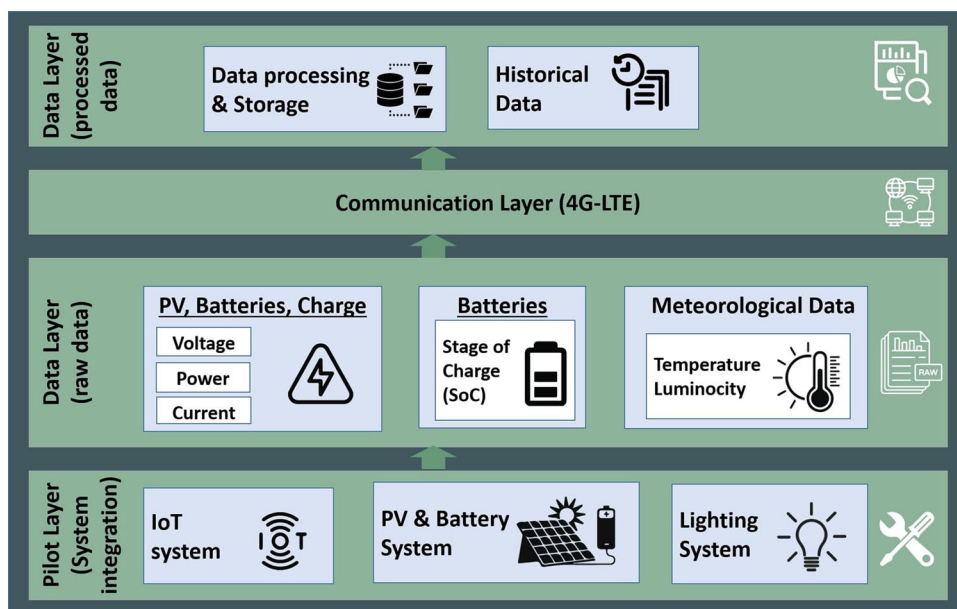 Data Layer
(processed
data)
Data processing
& Storage
Historical
Data
Communication Layer (4G-LTE)
Data Layer
(raw data)
PV, Batteries, Charge
Voltage
Power
Current
Batteries
Stage of
Charge
(SoC)
Meteorological Data
Temperature
Luminocity
RAW
Pilot Layer
(System
integration)
IoT
system
IOT
PV & Battery
System
Lighting
System